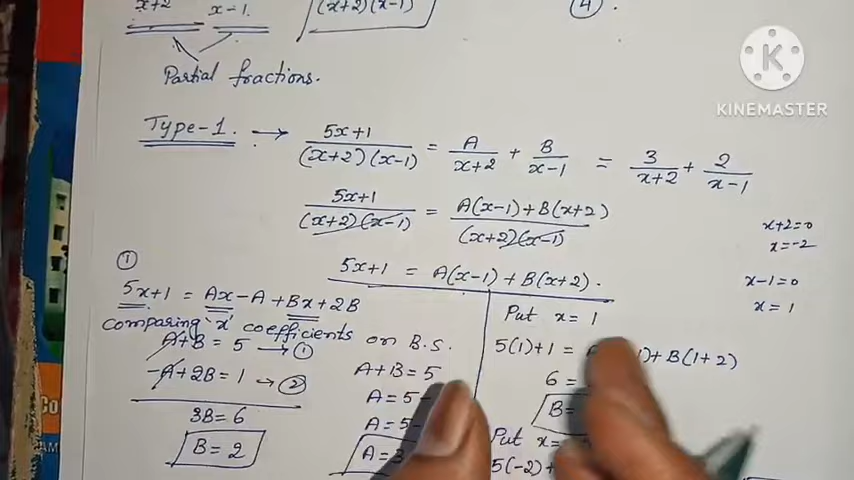 x+2 x-1. (x+2)(x-1) 4.
K
KINEMASTER
Partial fractions.
Type-1. → 5x+1/(x+2)(x-1) = A/x+2 + B/x-1 = 3/x+2 + 2/x-1
5x+1/(x+2)(x-1) = A(x-1)+B(x+2)/(x+2)(x-1)
x+2=0
x=-2
5x+1 = A(x-1)+B(x+2).
x-1=0
x=1
①
5x+1 = Ax-A+Bx+2B
comparing 'x' coefficients on B.S.
A+B=5 → ①
-A+2B=1 → ②
3B=6
B=2
A+B=5
A=5-
A=5-
A=3
Put x=1
5(1)+1 = 1)+B(1+2)
6=
B=
Put x=
5(-2)+